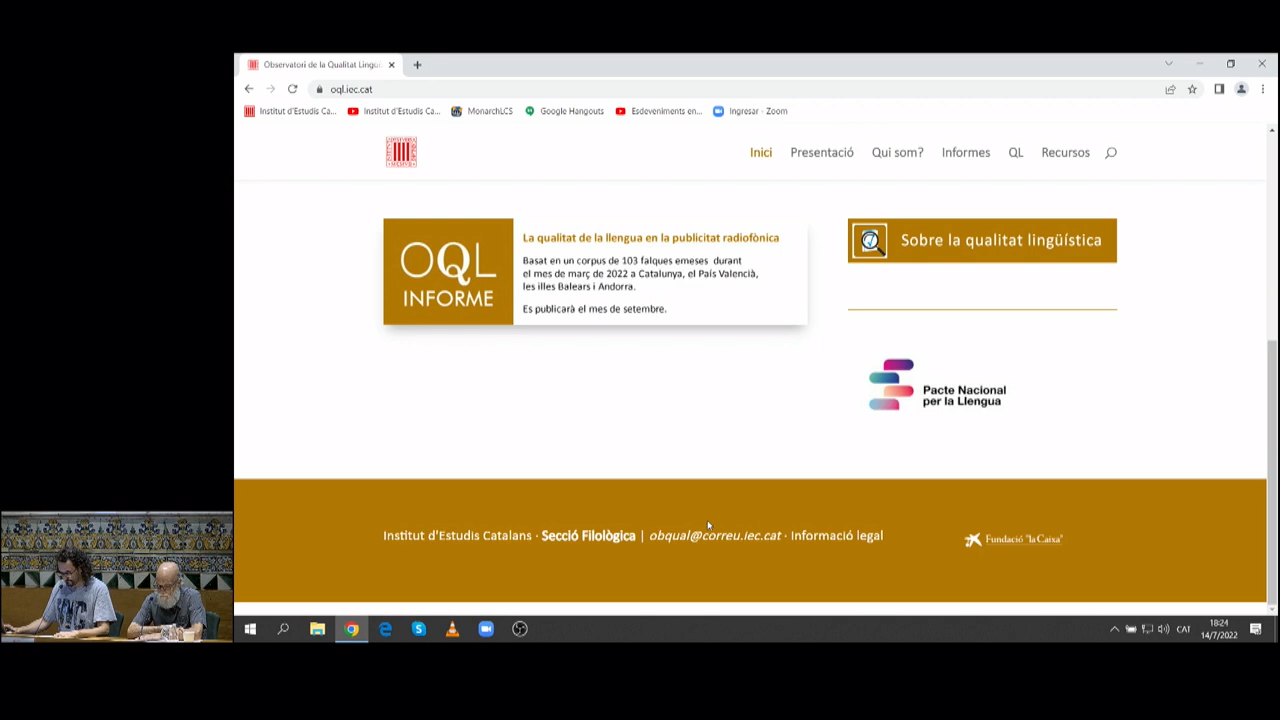 Observatori de la Qualitat Lingüí
oql.iec.cat
Institut d'Estudis Ca...
Institut d'Estudis Ca...
MonarchLCS
Google Hangouts
Esdeveniments en...
Ingresar - Zoom
Inici
Presentació
Qui som?
Informes
QL
Recursos
OQL
INFORME
La qualitat de la llengua en la publicitat radiofònica
Basat en un corpus de 103 falques emeses durant
el mes de març de 2022 a Catalunya, el País Valencià,
les illes Balears i Andorra.
Es publicarà el mes de setembre.
Sobre la qualitat lingüística
Pacte Nacional
per la Llengua
Institut d'Estudis Catalans · Secció Filològica | obqual@correu.iec.cat · Informació legal
Fundació "la Caixa"
CAT
18:24
14/7/2022